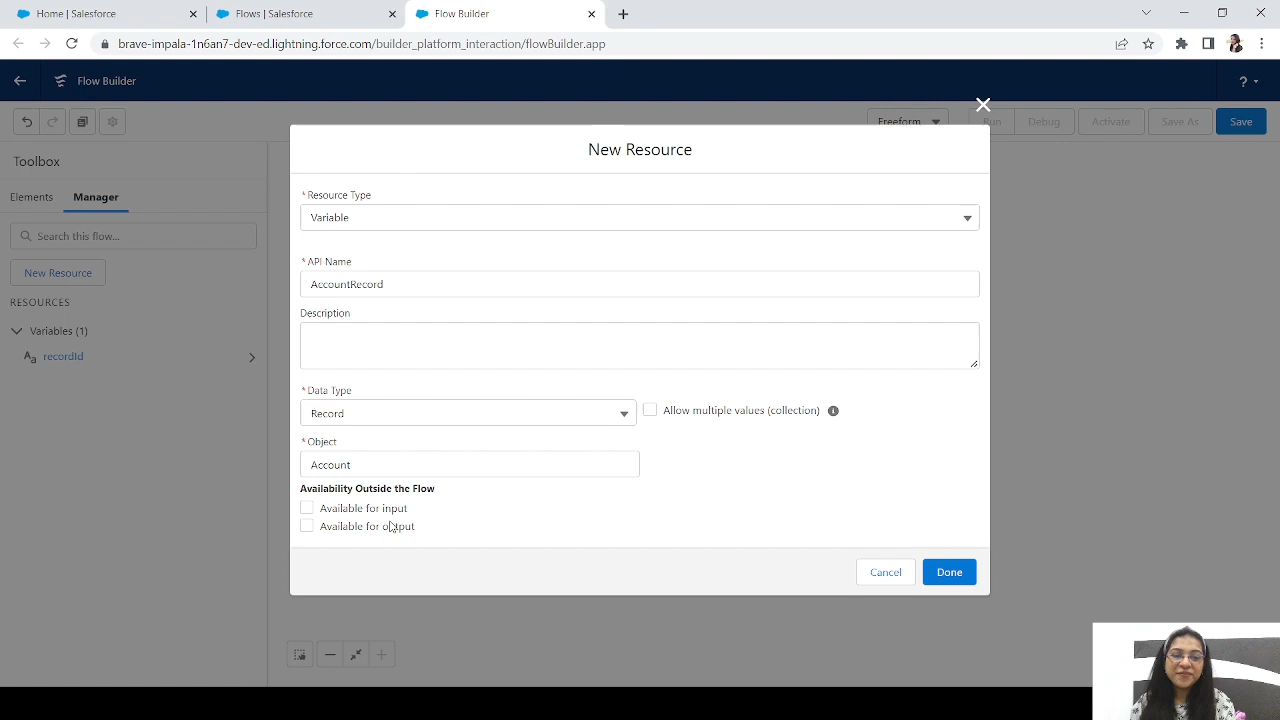 Home | Salesforce
Flows | Salesforce
Flow Builder
brave-impala-1n6an7-dev-ed.lightning.force.com/builder_platform_interaction/flowBuilder.app
Flow Builder
?
Freeform
Run
Debug
Activate
Save As
Save
Toolbox
Elements
Manager
Search this flow...
New Resource
RESOURCES
Variables (1)
Aa recordId
New Resource
* Resource Type
Variable
* API Name
AccountRecord
Description
* Data Type
Record
Allow multiple values (collection)
* Object
Account
Availability Outside the Flow
Available for input
Available for output
Cancel
Done